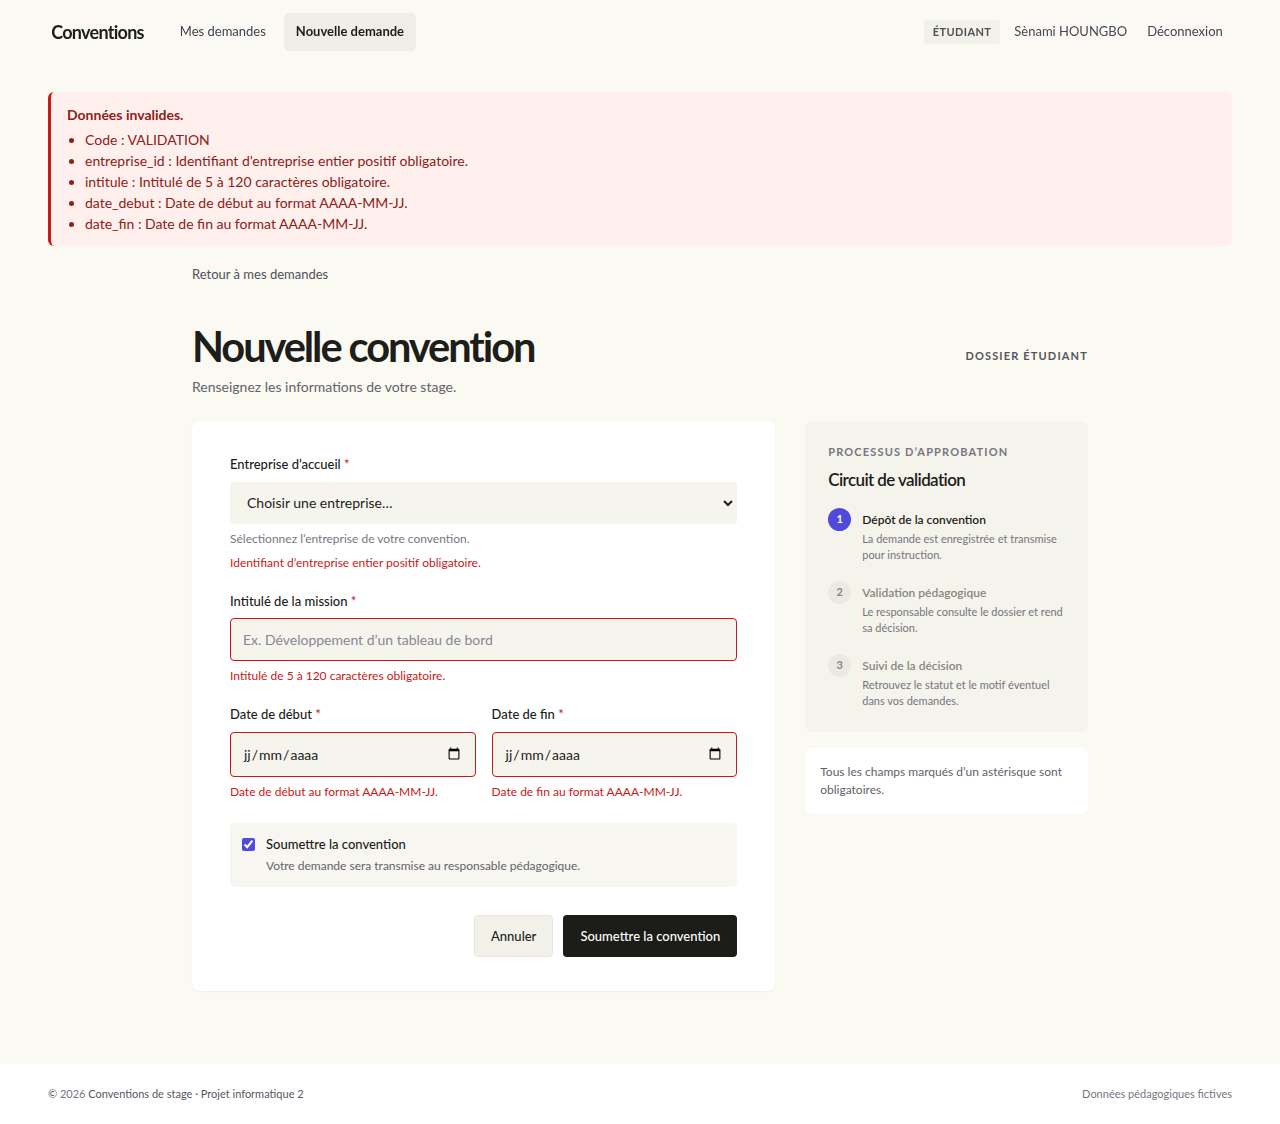 Conventions
Mes demandes
Nouvelle demande
ÉTUDIANT
Sènami HOUNGBO
Déconnexion
Données invalides.
Code : VALIDATION
entreprise_id : Identifiant d’entreprise entier positif obligatoire.
intitule : Intitulé de 5 à 120 caractères obligatoire.
date_debut : Date de début au format AAAA-MM-JJ.
date_fin : Date de fin au format AAAA-MM-JJ.
Retour à mes demandes
Nouvelle convention
DOSSIER ÉTUDIANT
Renseignez les informations de votre stage.
Entreprise d’accueil *
Choisir une entreprise...
Sélectionnez l’entreprise de votre convention.
Identifiant d’entreprise entier positif obligatoire.
Intitulé de la mission *
Ex. Développement d’un tableau de bord
Intitulé de 5 à 120 caractères obligatoire.
Date de début *
Date de fin *
jj/mm/aaaa
jj/mm/aaaa
Date de début au format AAAA-MM-JJ.
Date de fin au format AAAA-MM-JJ.
Soumettre la convention
Votre demande sera transmise au responsable pédagogique.
Annuler
Soumettre la convention
PROCESSUS D’APPROBATION
Circuit de validation
1
Dépôt de la convention
La demande est enregistrée et transmise
pour instruction.
2
Validation pédagogique
Le responsable consulte le dossier et rend
sa décision.
3
Suivi de la décision
Retrouvez le statut et le motif éventuel
dans vos demandes.
Tous les champs marqués d’un astérisque sont
obligatoires.
© 2026 Conventions de stage · Projet informatique 2
Données pédagogiques fictives